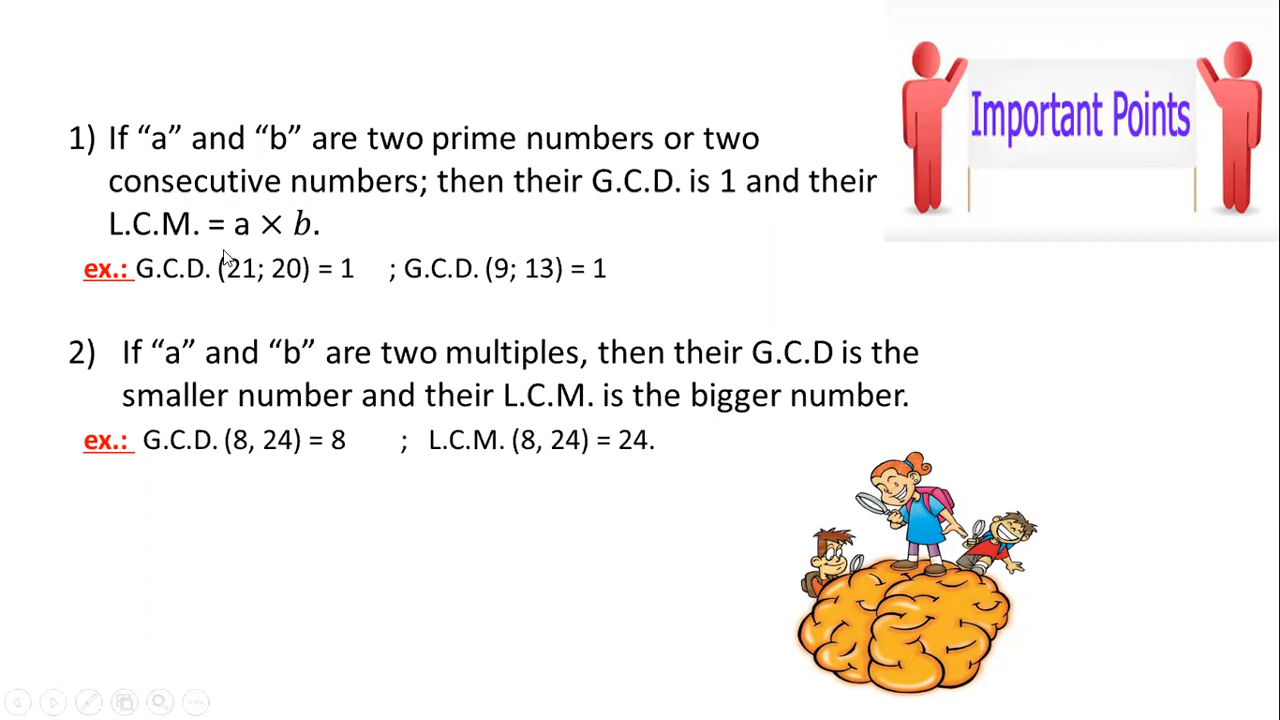 Important Points
1) If “a” and “b” are two prime numbers or two
consecutive numbers; then their G.C.D. is 1 and their
L.C.M. = a × b.
ex.: G.C.D. (21; 20) = 1 ; G.C.D. (9; 13) = 1
2) If “a” and “b” are two multiples, then their G.C.D is the
smaller number and their L.C.M. is the bigger number.
ex.: G.C.D. (8, 24) = 8 ; L.C.M. (8, 24) = 24.